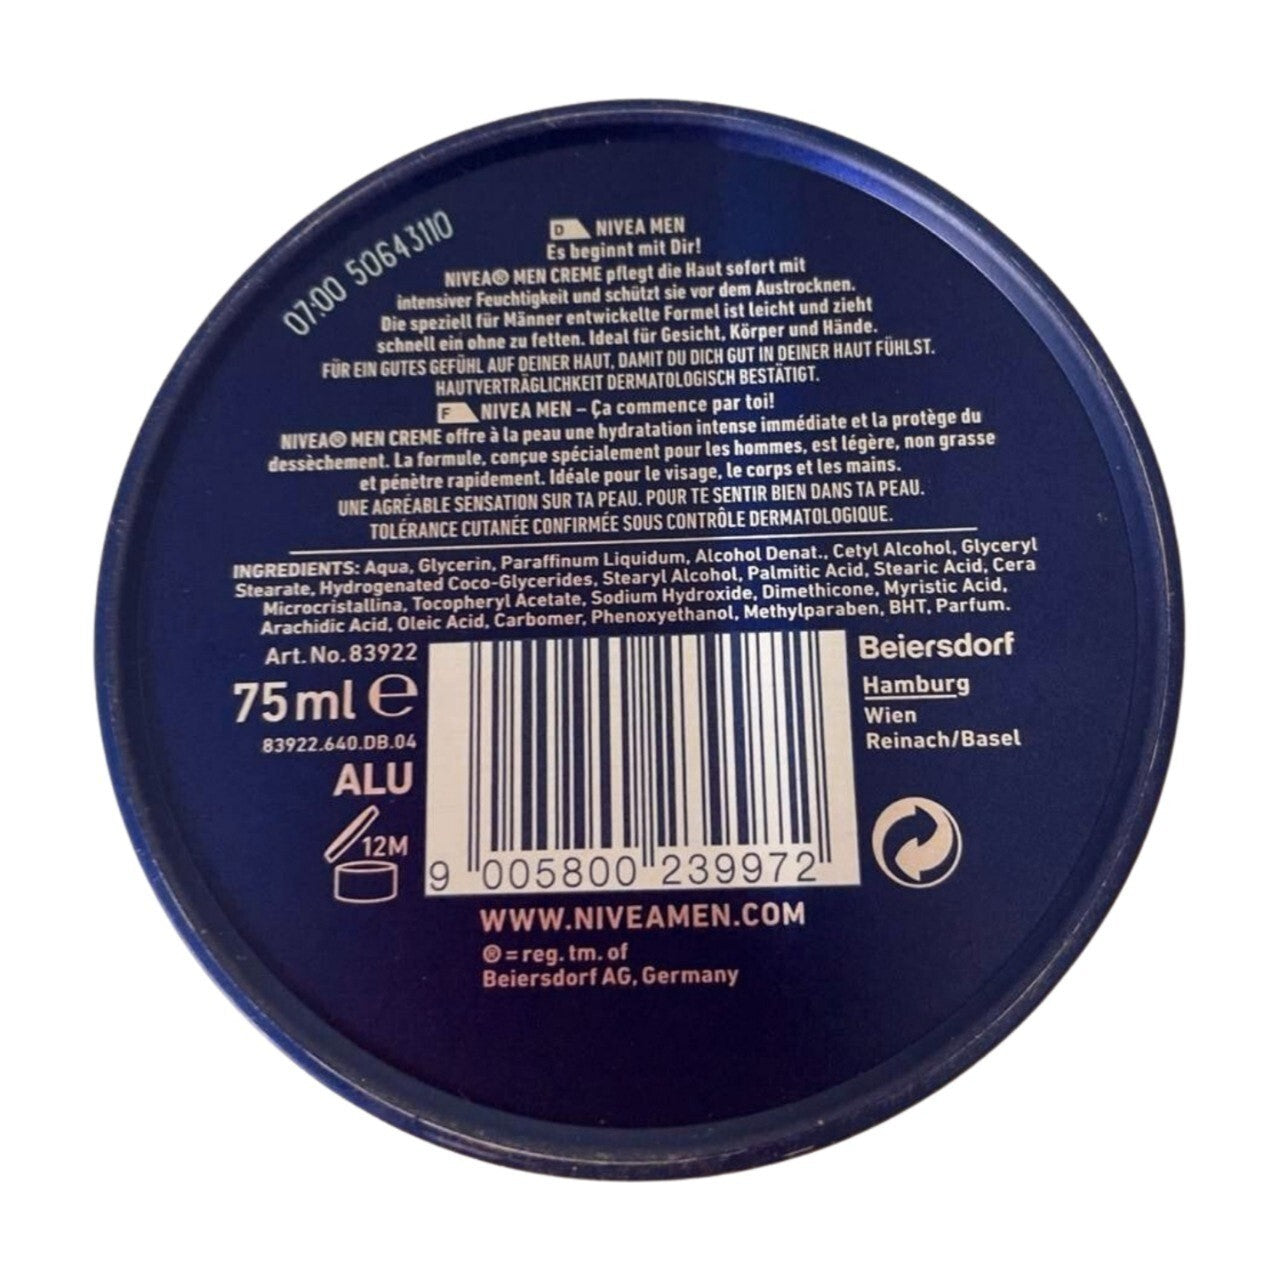 07:00 50643110
D NIVEA MEN
Es beginnt mit Dir!
NIVEA® MEN CREME pflegt die Haut sofort mit
intensiver Feuchtigkeit und schützt sie vor dem Austrocknen.
Die speziell für Männer entwickelte Formel ist leicht und zieht
schnell ein ohne zu fetten. Ideal für Gesicht, Körper und Hände.
FÜR EIN GUTES GEFÜHL AUF DEINER HAUT, DAMIT DU DICH GUT IN DEINER HAUT FÜHLST.
HAUTVERTRÄGLICHKEIT DERMATOLOGISCH BESTÄTIGT.
F NIVEA MEN – Ça commence par toi!
NIVEA® MEN CREME offre à la peau une hydratation intense immédiate et la protège du
dessèchement. La formule, conçue spécialement pour les hommes, est légère, non grasse
et pénètre rapidement. Idéale pour le visage, le corps et les mains.
UNE AGRÉABLE SENSATION SUR TA PEAU. POUR TE SENTIR BIEN DANS TA PEAU.
TOLÉRANCE CUTANÉE CONFIRMÉE SOUS CONTRÔLE DERMATOLOGIQUE.
INGREDIENTS: Aqua, Glycerin, Paraffinum Liquidum, Alcohol Denat., Cetyl Alcohol, Glyceryl
Stearate, Hydrogenated Coco-Glycerides, Stearyl Alcohol, Palmitic Acid, Stearic Acid, Cera
Microcristallina, Tocopheryl Acetate, Sodium Hydroxide, Dimethicone, Myristic Acid,
Arachidic Acid, Oleic Acid, Carbomer, Phenoxyethanol, Methylparaben, BHT, Parfum.
Art. No. 83922
75 ml ℮
83922.640.DB.04
ALU
12M
9 005800 239972
Beiersdorf
Hamburg
Wien
Reinach/Basel
WWW.NIVEAMEN.COM
® = reg. tm. of
Beiersdorf AG, Germany